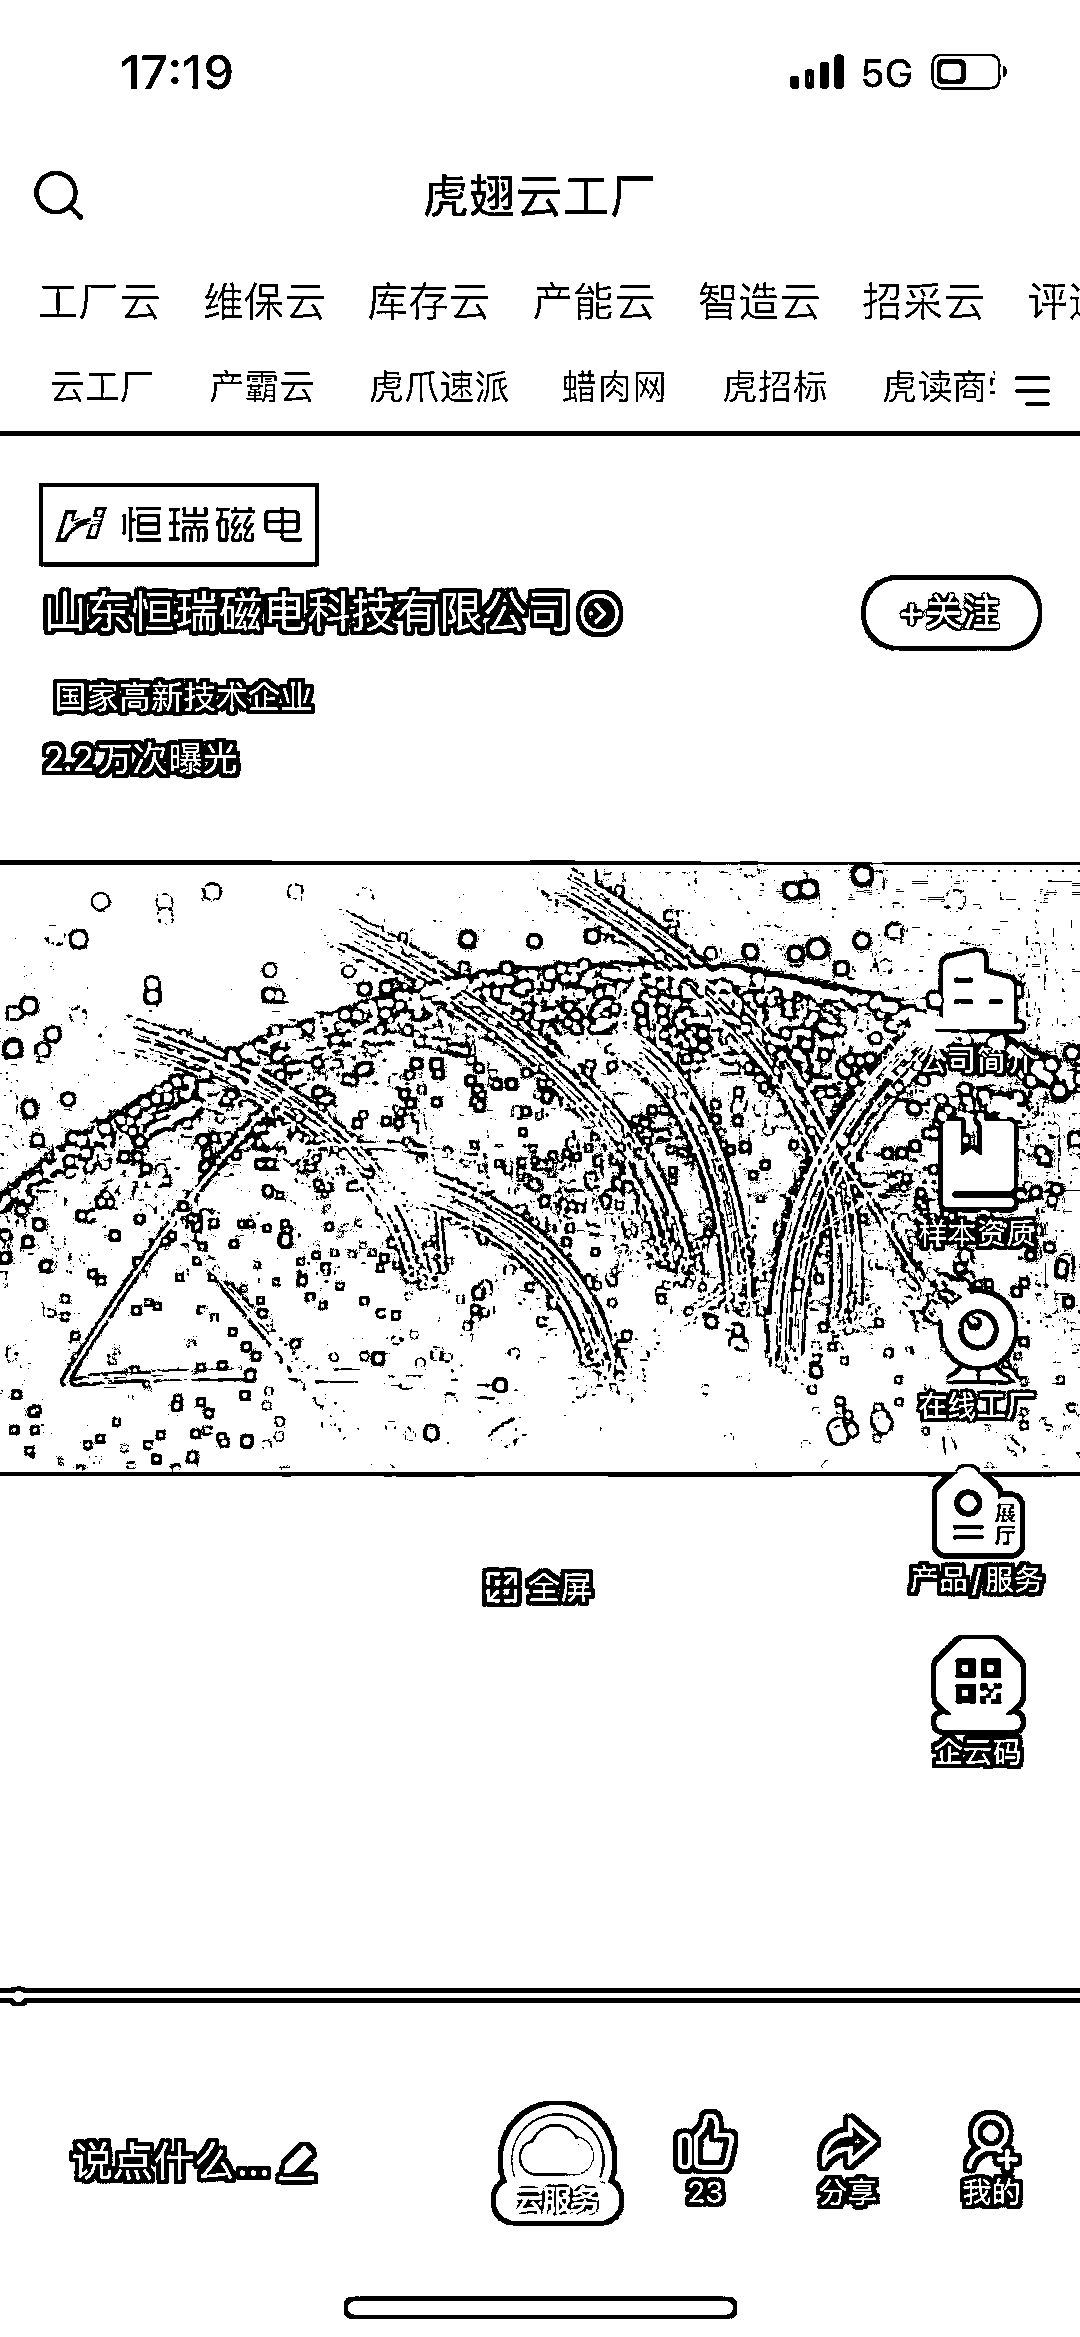 17:19 5G
虎翅云工厂
工厂云 维保云 库存云 产能云 智造云 招采云 评
云工厂 产霸云 虎爪速派 蜡肉网 虎招标 虎读商
恒瑞磁电
山东恒瑞磁电科技有限公司
+关注
国家高新技术企业
2.2万次曝光
公司简介
样本资质
在线工厂
展厅
产品/服务
全屏
企云码
说点什么...
云服务
23
分享
我的